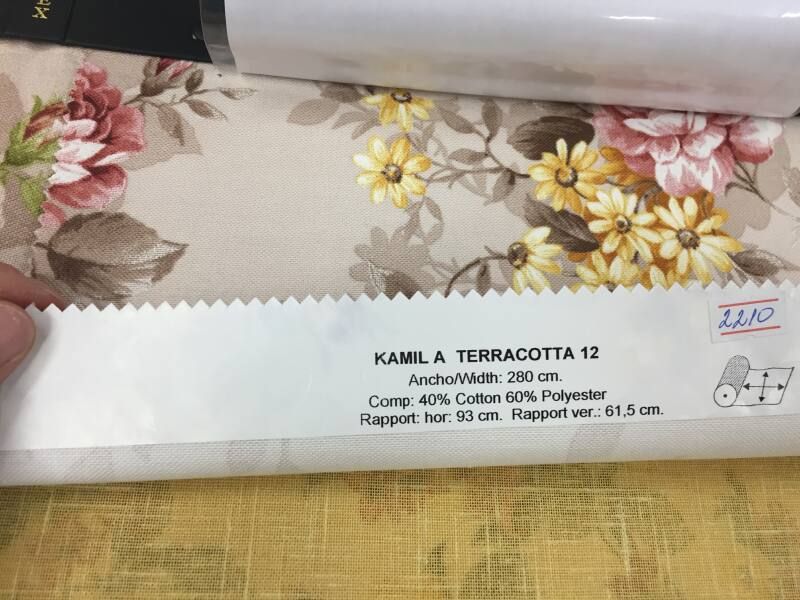 2210
KAMIL A TERRACOTTA 12
Ancho/Width: 280 cm.
Comp: 40% Cotton 60% Polyester
Rapport: hor: 93 cm. Rapport ver.: 61,5 cm.